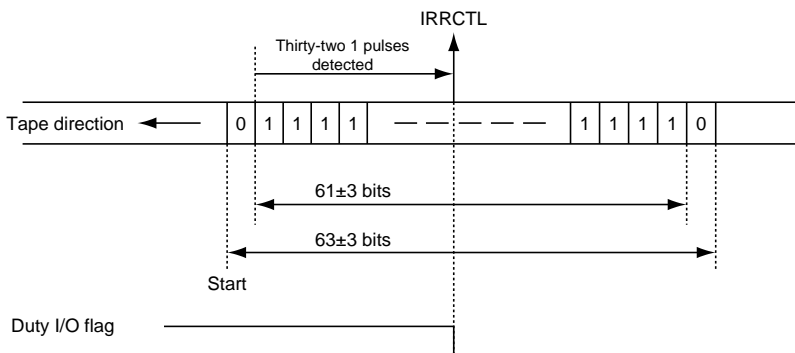 IRRCTL
Thirty-two 1 pulses
detected
Tape direction
0 1 1 1 1 1 1 1 1 0
61±3 bits
63±3 bits
Start
Duty I/O flag